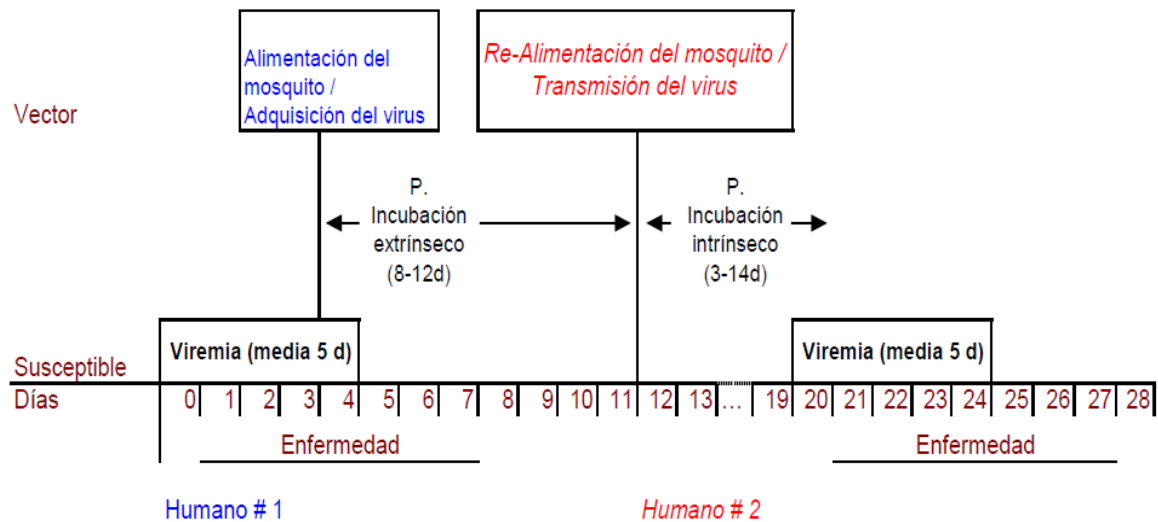 Alimentación del
mosquito /
Adquisición del virus
Re-Alimentación del mosquito /
Transmisión del virus
Vector
P.
Incubación
extrínseco
(8-12d)
P.
Incubación
intrínseco
(3-14d)
Viremia (media 5 d)
Viremia (media 5 d)
Susceptible
Días 0 1 2 3 4 5 6 7 8 9 10 11 12 13 ... 19 20 21 22 23 24 25 26 27 28
Enfermedad
Enfermedad
Humano # 1
Humano # 2